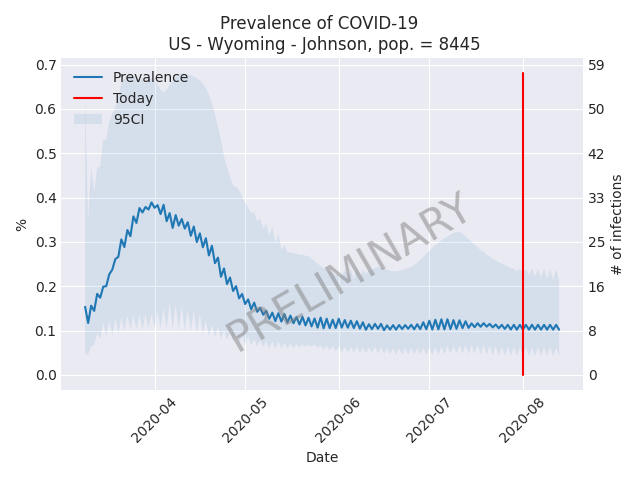 Prevalence of COVID-19
US - Wyoming - Johnson, pop. = 8445
Prevalence
Today
95CI
PRELIMINARY
%
0.7
0.6
0.5
0.4
0.3
0.2
0.1
0.0
59
50
42
33
25
16
8
0
# of infections
2020-04
2020-05
2020-06
2020-07
2020-08
Date